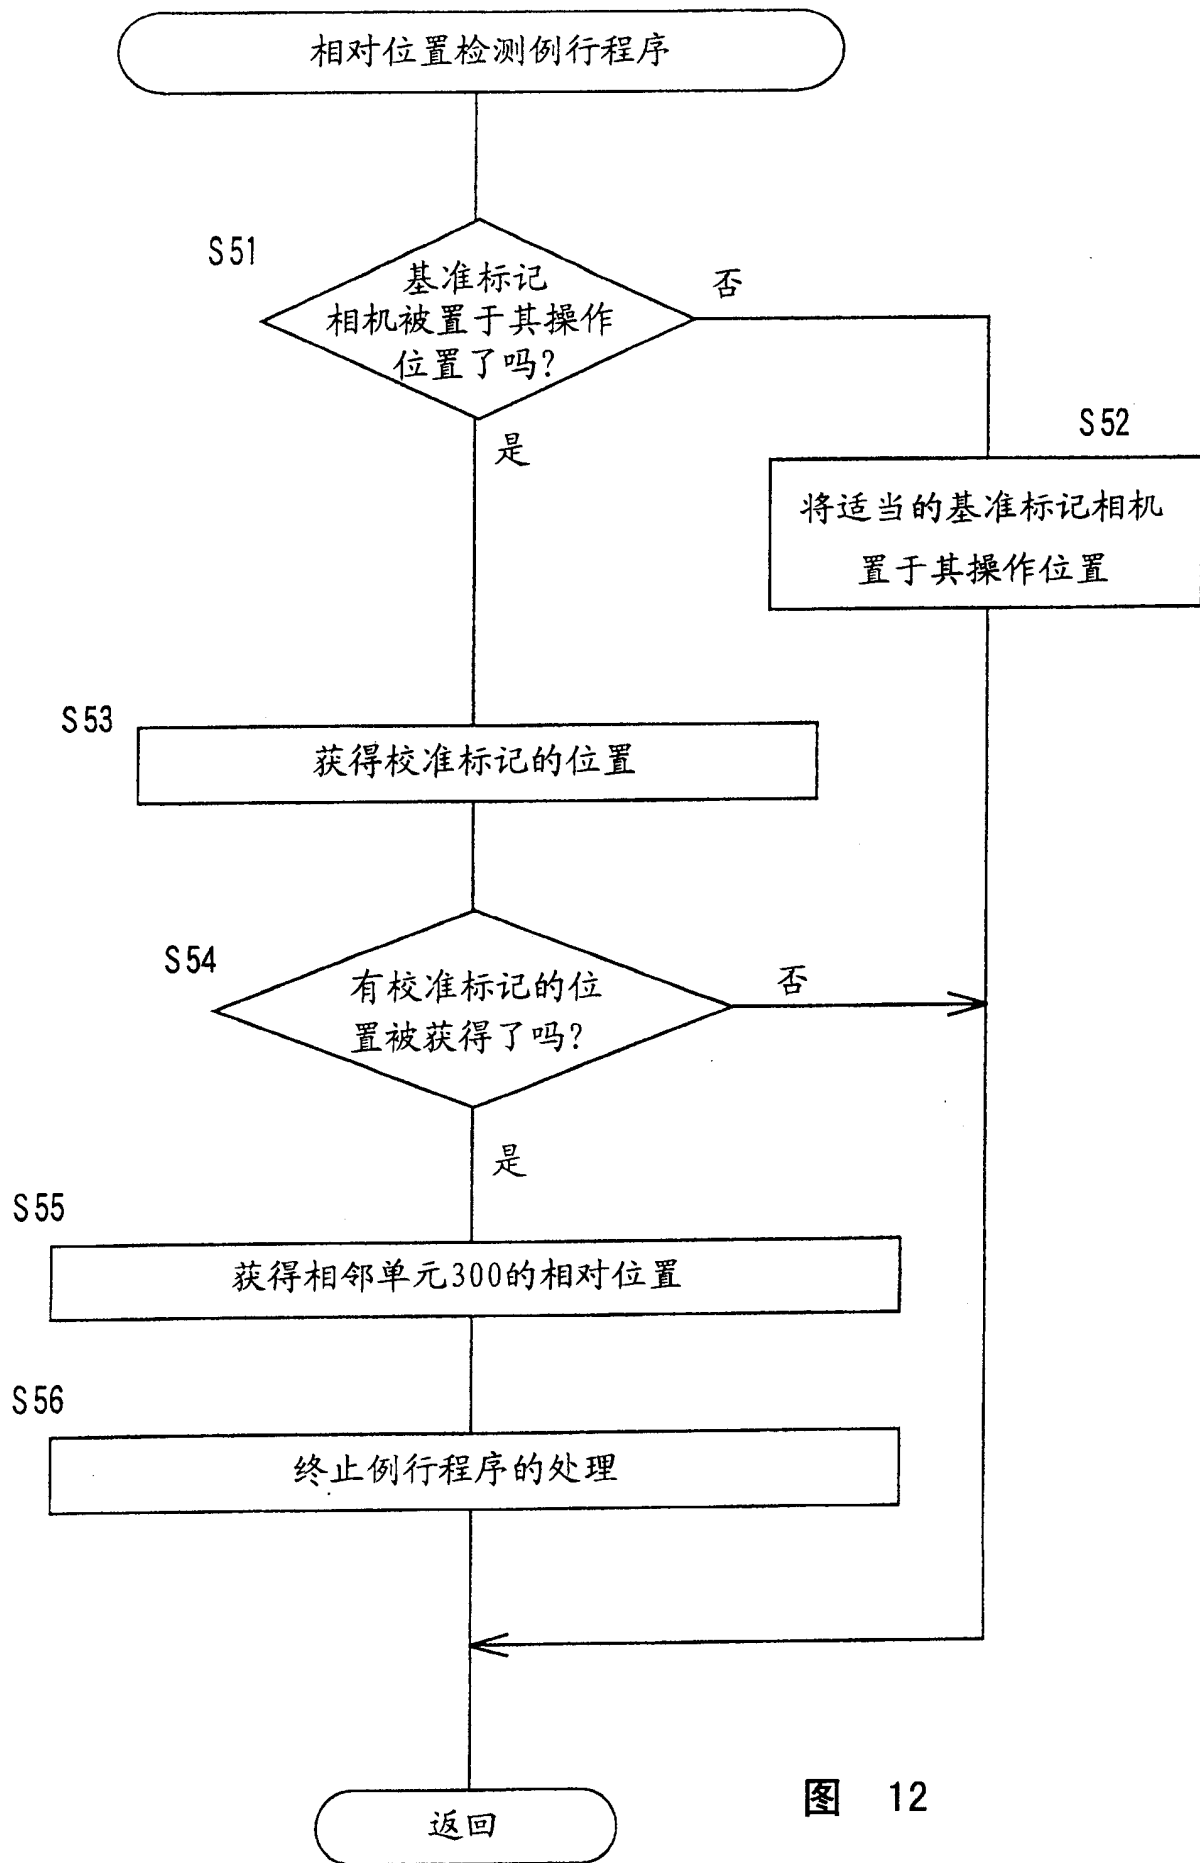 相对位置检测例行程序
S51
基准标记
相机被置于其操作
位置了吗?
否
是
S52
将适当的基准标记相机
置于其操作位置
S53
获得校准标记的位置
S54
有校准标记的位
置被获得了吗?
否
是
S55
获得相邻单元300的相对位置
S56
终止例行程序的处理
返回
图 12